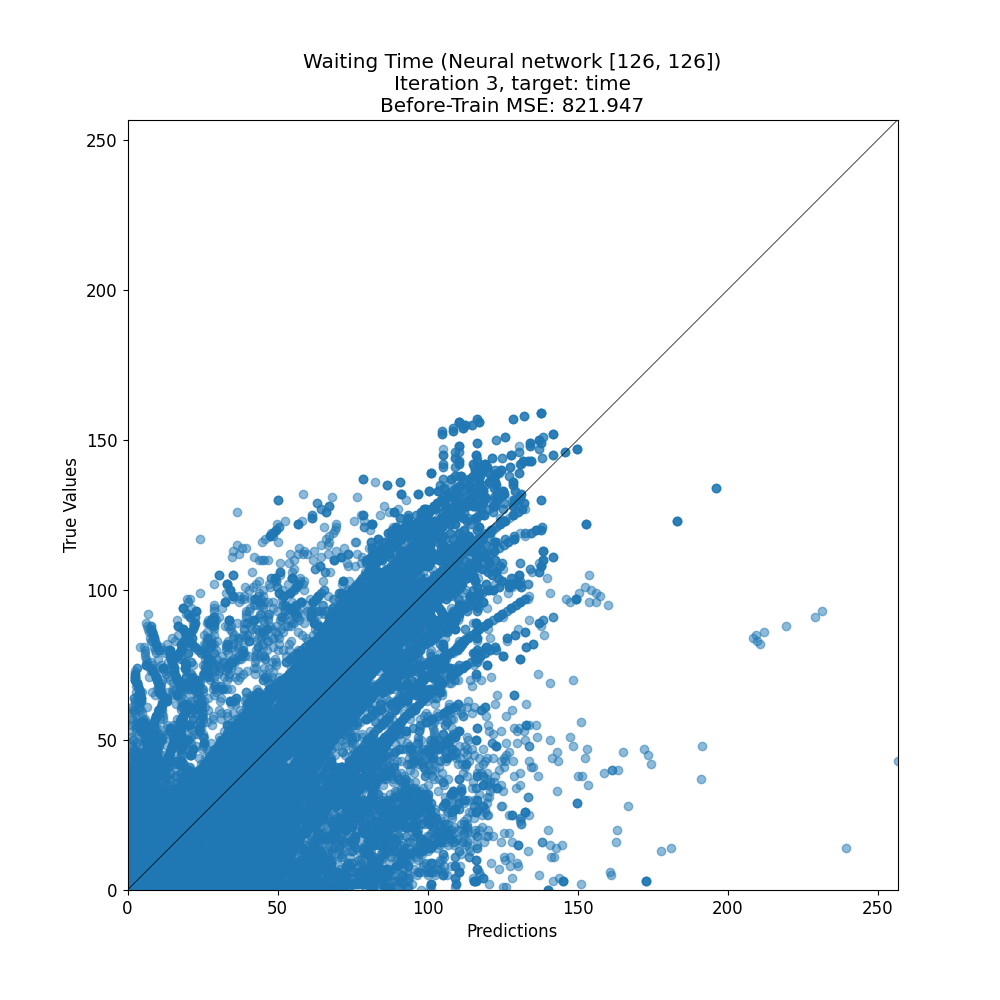 Waiting Time (Neural network [126, 126])
Iteration 3, target: time
Before-Train MSE: 821.947
250
200
150
100
50
0
True Values
0 50 100 150 200 250
Predictions